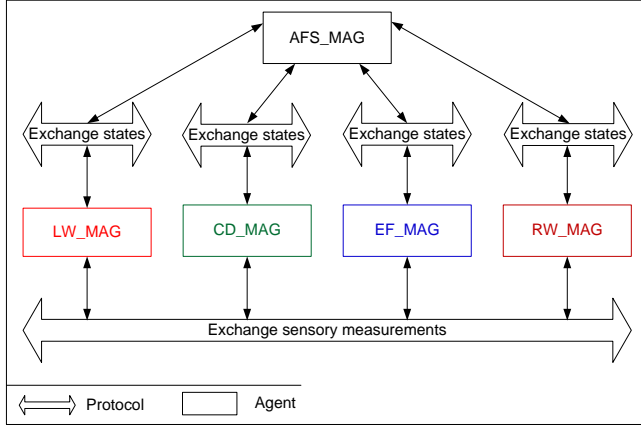 AFS_MAG
Exchange states
Exchange states
Exchange states
Exchange states
LW_MAG
CD_MAG
EF_MAG
RW_MAG
Exchange sensory measurements
Protocol
Agent